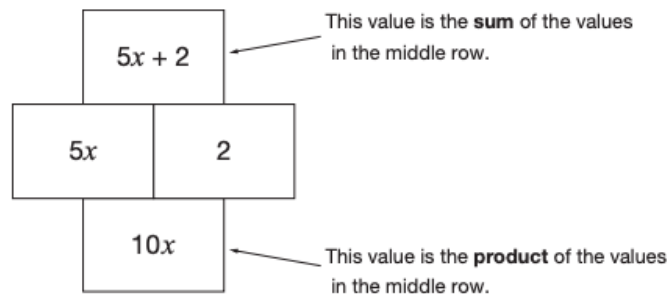 This value is the sum of the values
in the middle row.
5x + 2
5x
2
10x
This value is the product of the values
in the middle row.